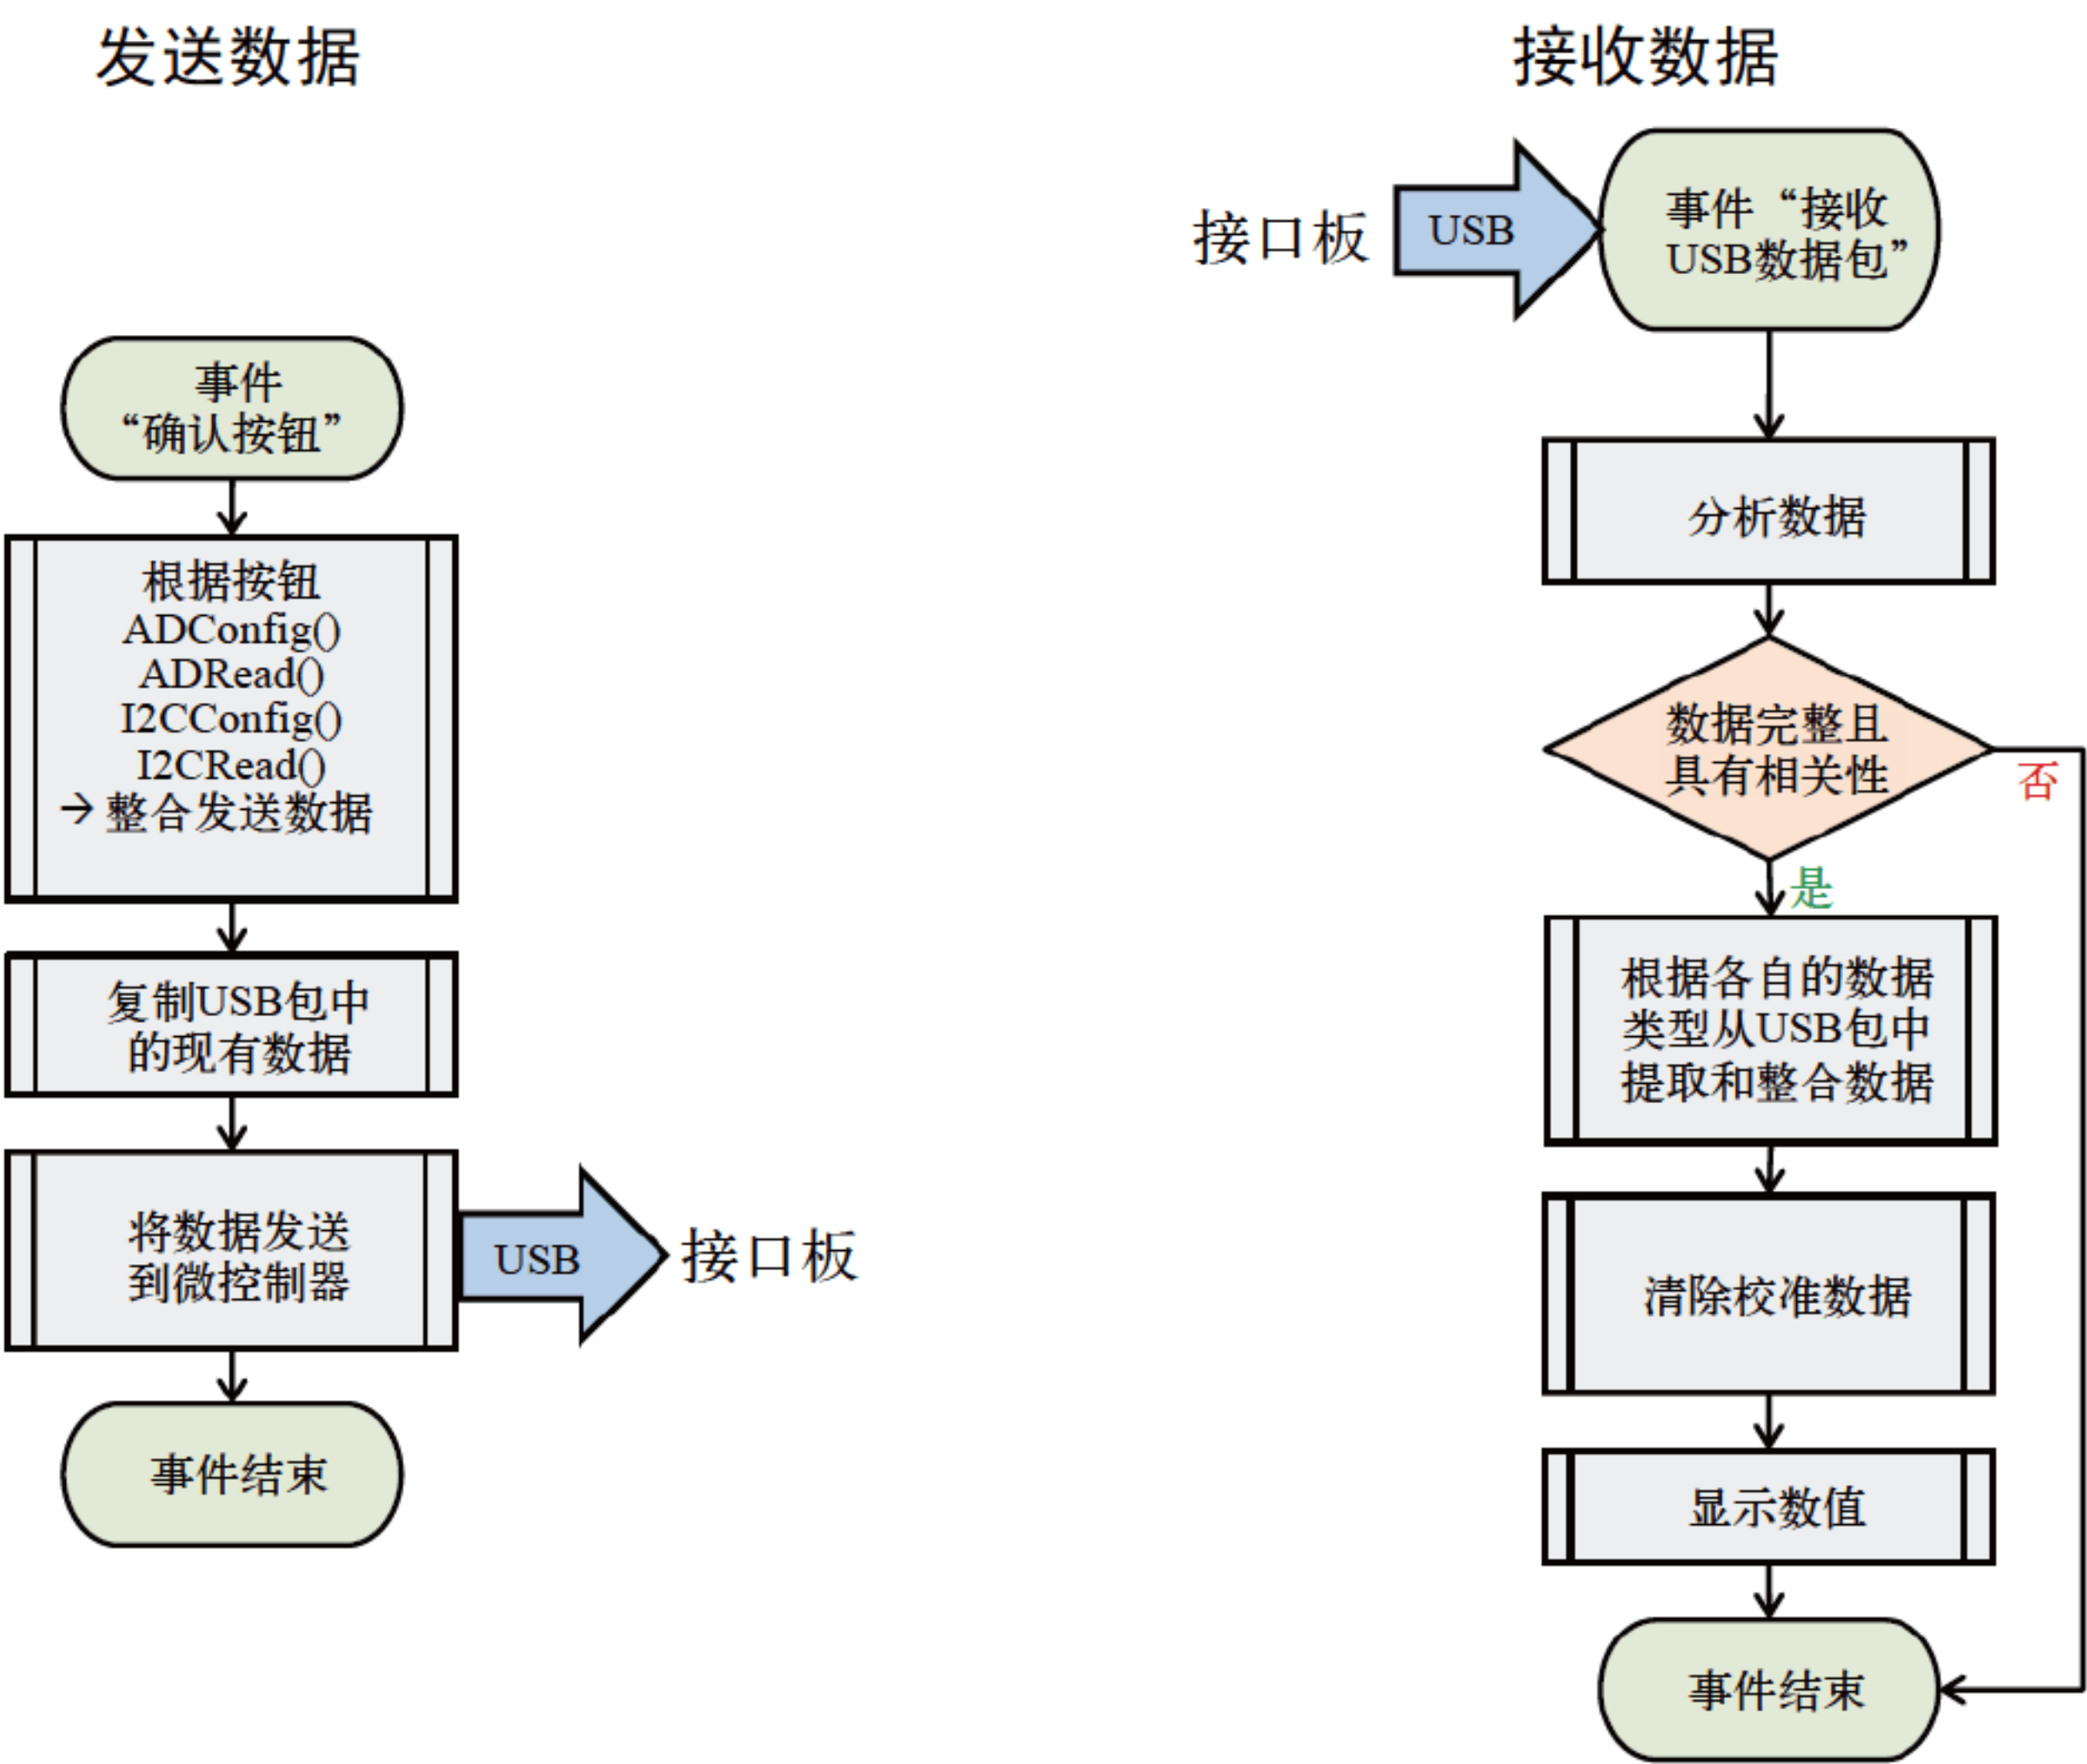 发送数据
事件
“确认按钮”
根据按钮
ADConfig()
ADRead()
I2CConfig()
I2CRead()
→整合发送数据
复制USB包中
的现有数据
将数据发送
到微控制器
USB
接口板
事件结束
接收数据
接口板
USB
事件“接收
USB数据包”
分析数据
数据完整且
具有相关性
否
是
根据各自的数据
类型从USB包中
提取和整合数据
清除校准数据
显示数值
事件结束